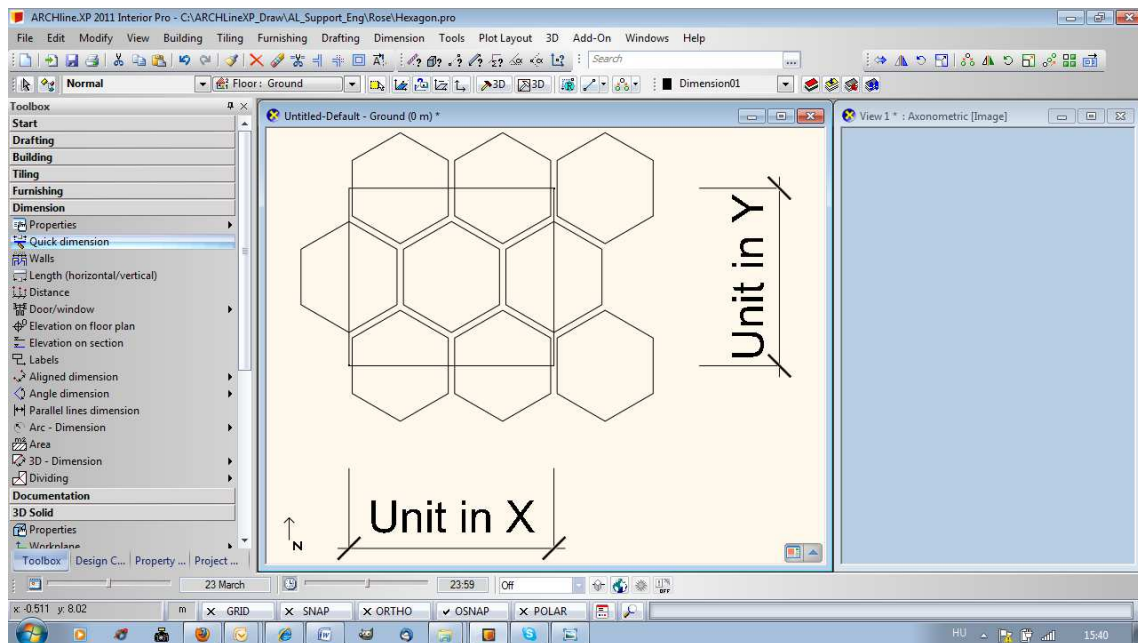 ARCHline.XP 2011 Interior Pro - C:\ARCHLineXP_Draw\AL_Support_Eng\Rose\Hexagon.pro
File Edit Modify View Building Tiling Furnishing Drafting Dimension Tools Plot Layout 3D Add-On Windows Help
Search ...
Normal Floor: Ground 3D 3D Dimension01
Toolbox
Start
Drafting
Building
Tiling
Furnishing
Dimension
Properties
Quick dimension
Walls
Length (horizontal/vertical)
Distance
Door/window
Elevation on floor plan
Elevation on section
Labels
Aligned dimension
Angle dimension
Parallel lines dimension
Arc - Dimension
Area
3D - Dimension
Dividing
Documentation
3D Solid
Properties
Workplane
Toolbox Design C... Property ... Project ...
Untitled-Default - Ground (0 m) *
Unit in Y
Unit in X
N
View 1 * : Axonometric [Image]
23 March 23:59 Off
x: -0.511 y: 8.02 m GRID SNAP ORTHO OSNAP POLAR
HU 15:40